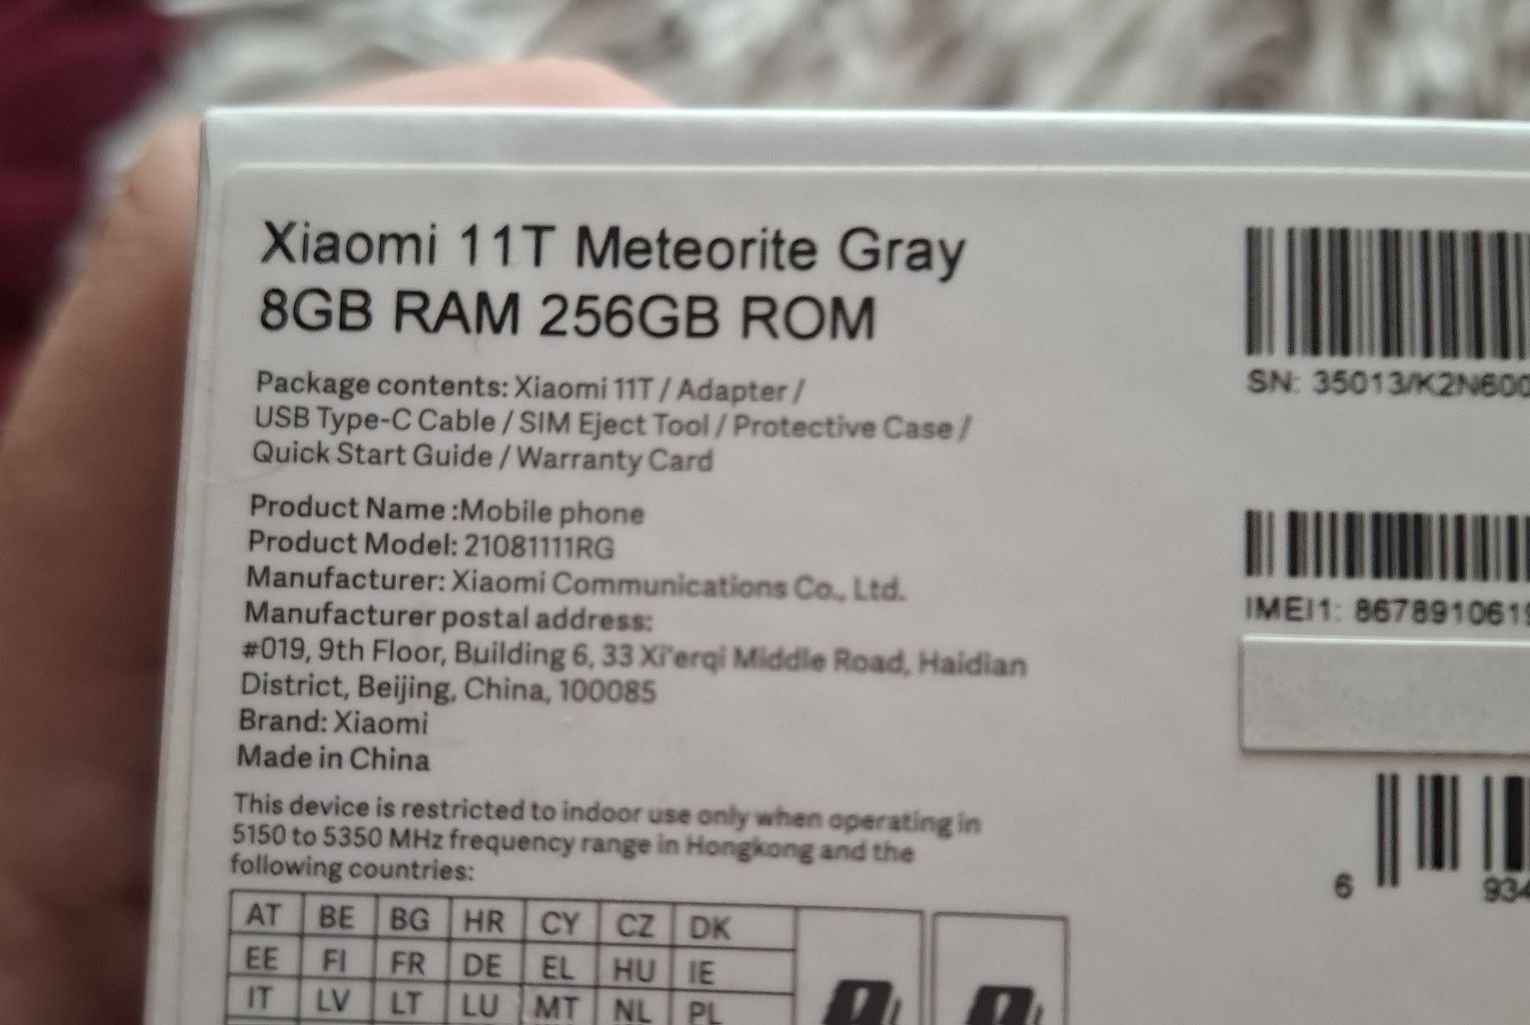 Xiaomi 11T Meteorite Gray
8GB RAM 256GB ROM
Package contents: Xiaomi 11T / Adapter /
USB Type-C Cable / SIM Eject Tool / Protective Case /
Quick Start Guide / Warranty Card
Product Name :Mobile phone
Product Model: 21081111RG
Manufacturer: Xiaomi Communications Co., Ltd.
Manufacturer postal address:
#019, 9th Floor, Building 6, 33 Xi'erqi Middle Road, Haidian
District, Beijing, China, 100085
Brand: Xiaomi
Made in China
This device is restricted to indoor use only when operating in
5150 to 5350 MHz frequency range in Hongkong and the
following countries:
AT BE BG HR CY CZ DK
EE FI FR DE EL HU IE
IT LV LT LU MT NL PL
SN: 35013/K2N600
IMEI1: 867891061
6 934